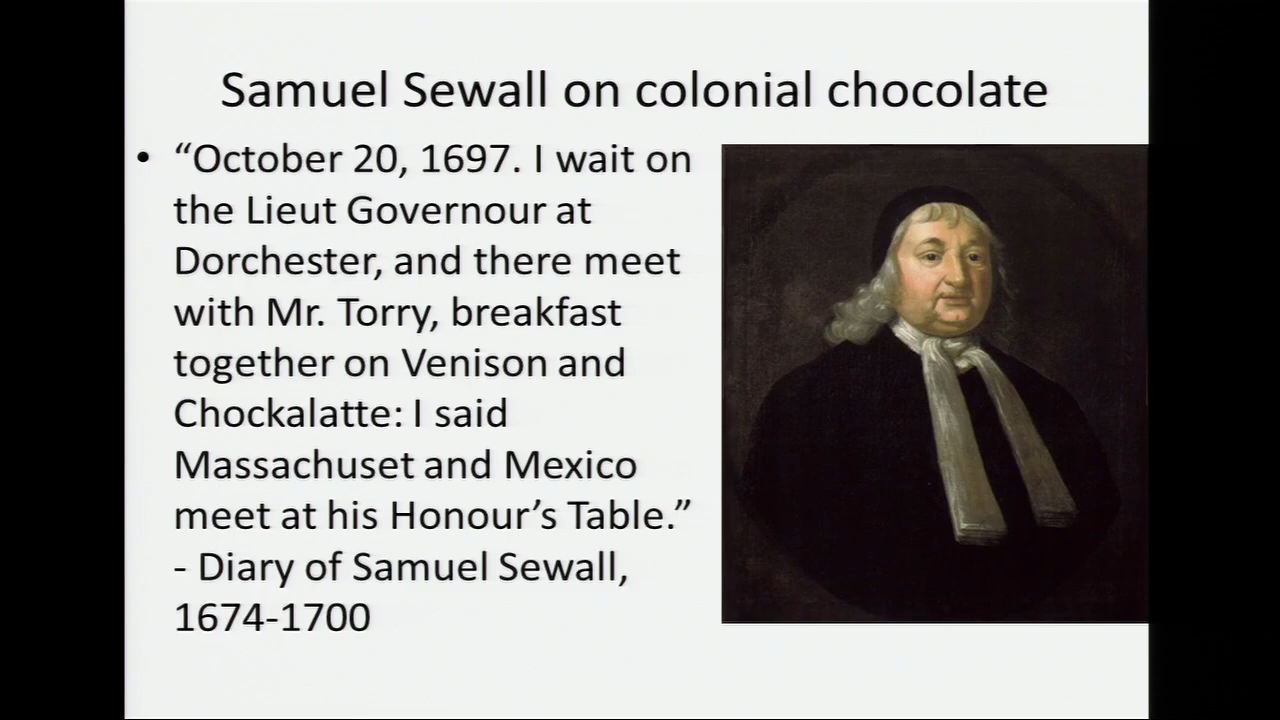 Samuel Sewall on colonial chocolate
• “October 20, 1697. I wait on
the Lieut Governour at
Dorchester, and there meet
with Mr. Torry, breakfast
together on Venison and
Chockalatte: I said
Massachuset and Mexico
meet at his Honour’s Table.”
- Diary of Samuel Sewall,
1674-1700